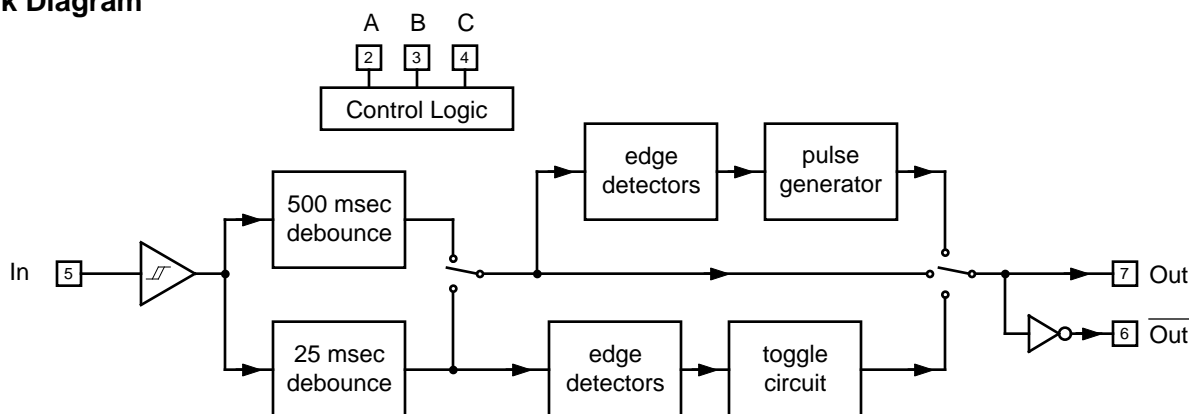 k Diagram
A B C
2 3 4
Control Logic
edge
detectors
pulse
generator
500 msec
debounce
In 5
7 Out
6 Out
25 msec
debounce
edge
detectors
toggle
circuit